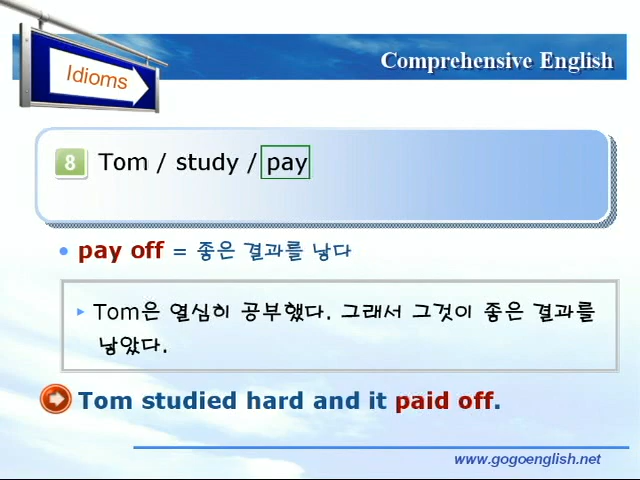 Idioms
Comprehensive English
8 Tom / study / pay
• pay off = 좋은 결과를 낳다
▸ Tom은 열심히 공부했다. 그래서 그것이 좋은 결과를
낳았다.
Tom studied hard and it paid off.
www.gogoenglish.net